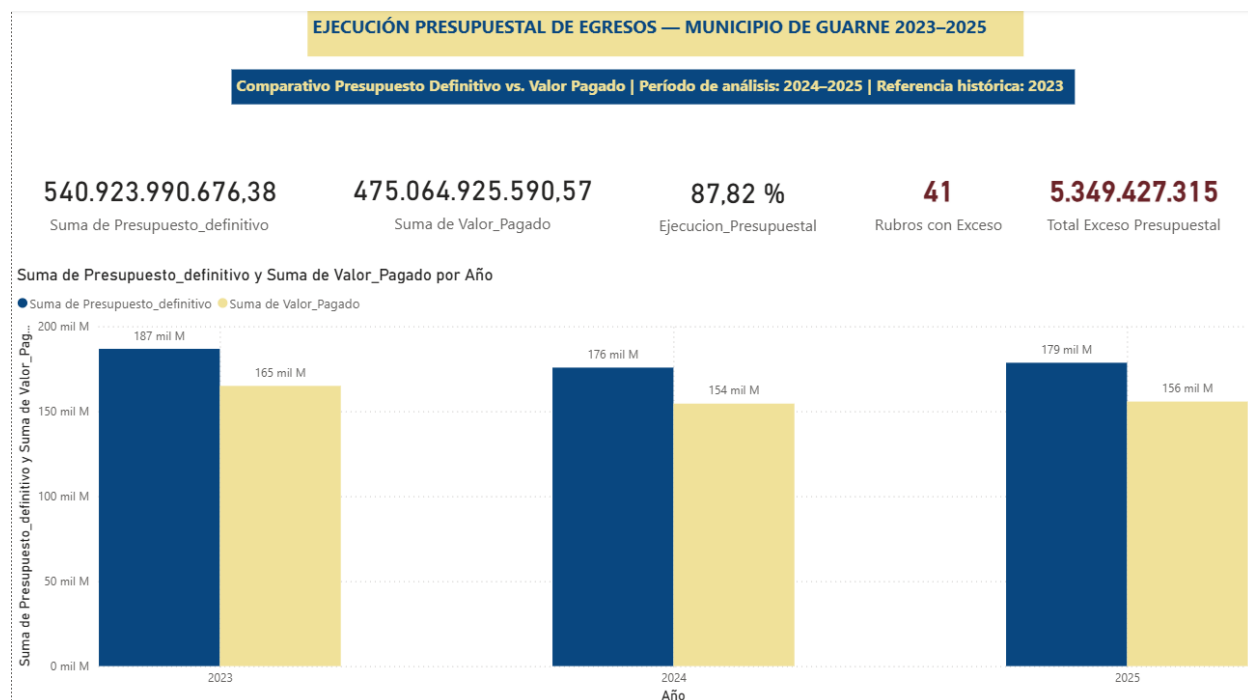 EJECUCIÓN PRESUPUESTAL DE EGRESOS — MUNICIPIO DE GUARNE 2023–2025
Comparativo Presupuesto Definitivo vs. Valor Pagado | Período de análisis: 2024–2025 | Referencia histórica: 2023
540.923.990.676,38
Suma de Presupuesto_definitivo
475.064.925.590,57
Suma de Valor_Pagado
87,82 %
Ejecucion_Presupuestal
41
Rubros con Exceso
5.349.427.315
Total Exceso Presupuestal
Suma de Presupuesto_definitivo y Suma de Valor_Pagado por Año
Suma de Presupuesto_definitivo
Suma de Valor_Pagado
Suma de Presupuesto_definitivo y Suma de Valor_Pag...
200 mil M
150 mil M
100 mil M
50 mil M
0 mil M
187 mil M
165 mil M
176 mil M
154 mil M
179 mil M
156 mil M
2023
2024
2025
Año